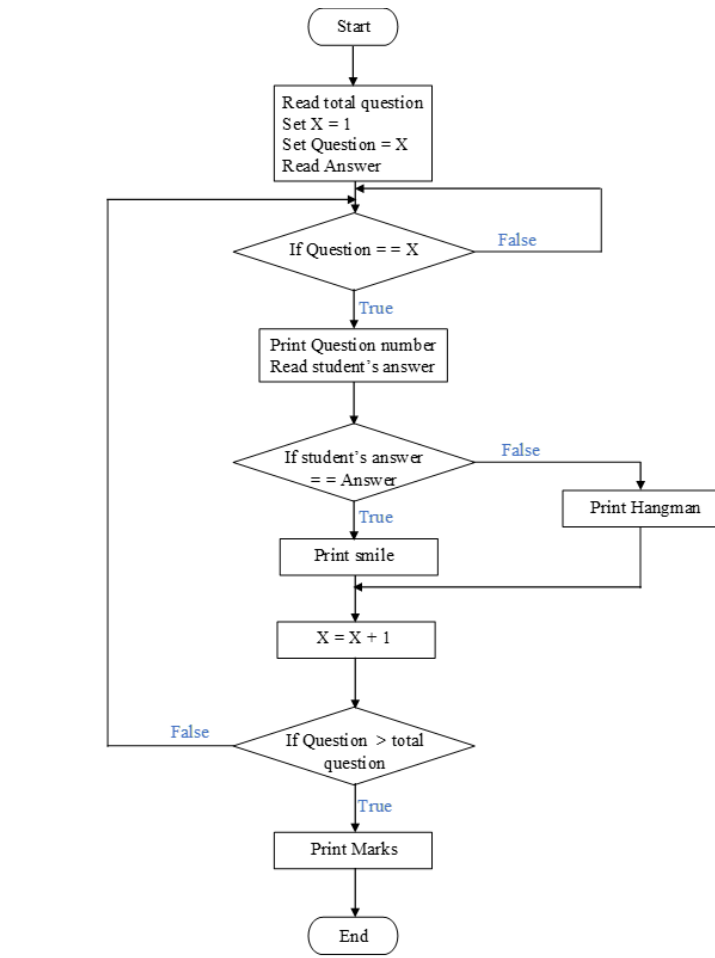 Start
Read total question
Set X = 1
Set Question = X
Read Answer
If Question = = X
False
True
Print Question number
Read student's answer
If student's answer
= = Answer
False
True
Print Hangman
Print smile
X = X + 1
False
If Question > total
question
True
Print Marks
End